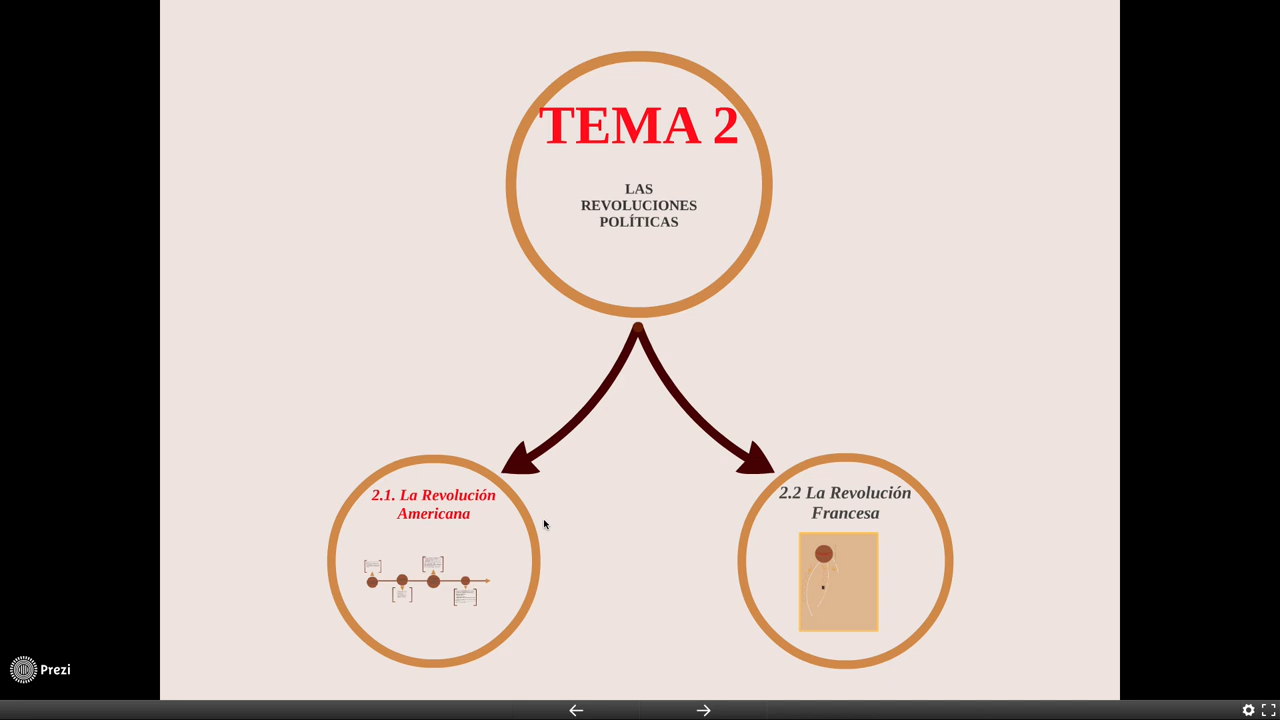 TEMA 2
LAS
REVOLUCIONES
POLÍTICAS
2.1. La Revolución
Americana
2.2 La Revolución
Francesa
Prezi